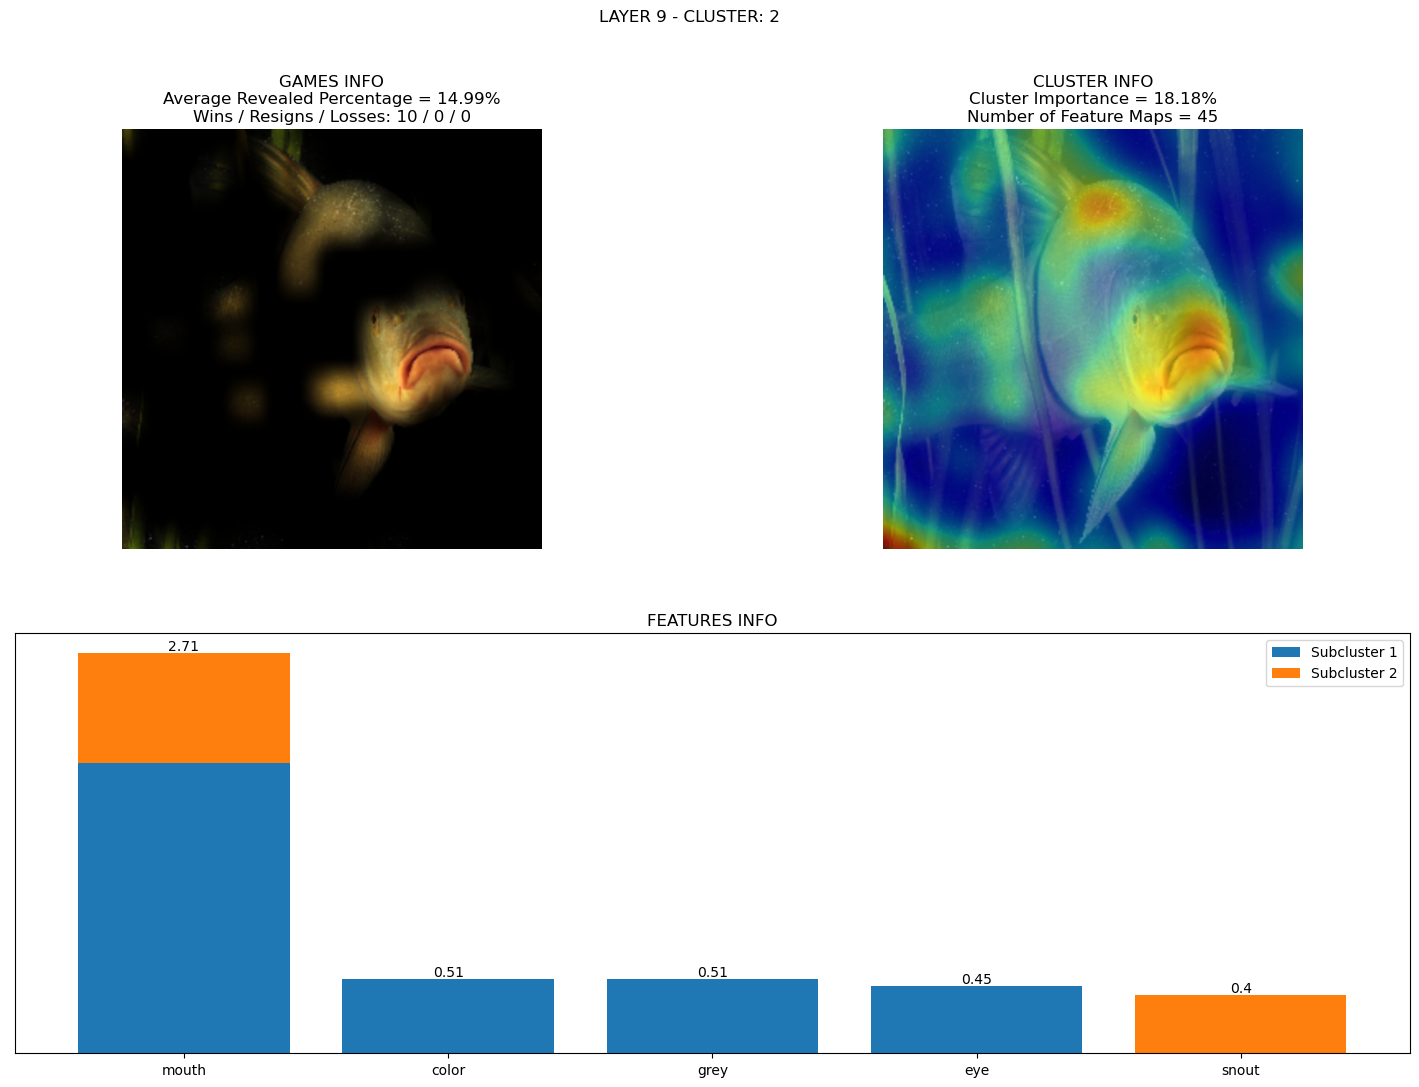 LAYER 9 - CLUSTER: 2
GAMES INFO
Average Revealed Percentage = 14.99%
Wins / Resigns / Losses: 10 / 0 / 0
CLUSTER INFO
Cluster Importance = 18.18%
Number of Feature Maps = 45
FEATURES INFO
Subcluster 1
Subcluster 2
2.71
0.51
0.51
0.45
0.4
mouth
color
grey
eye
snout